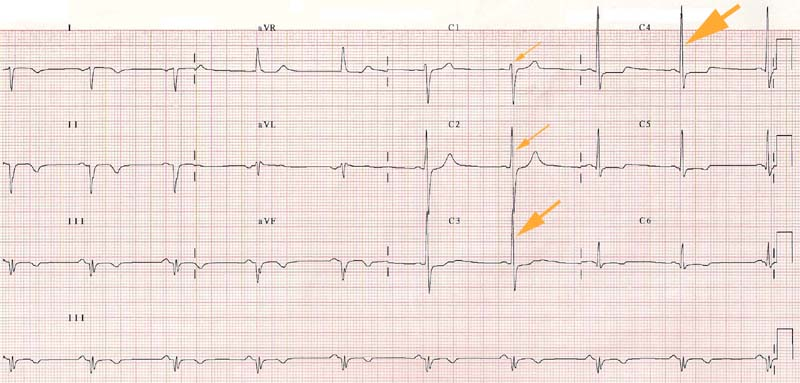 I aVR C1 C4
II aVL C2 C5
III aVF C3 C6
III